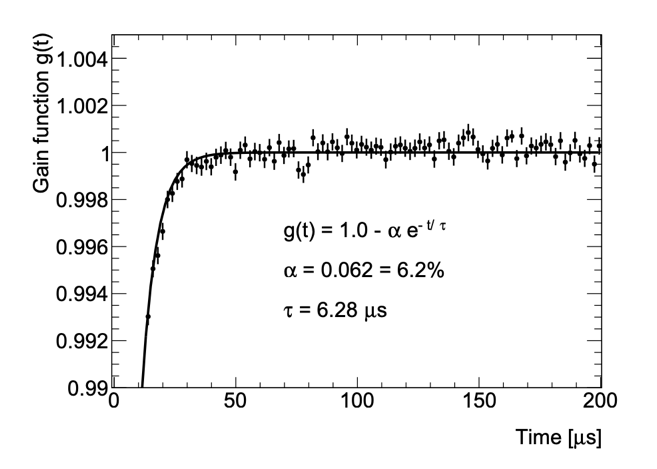 Gain function g(t)
1.004
1.002
1
0.998
0.996
0.994
0.992
0.99
g(t) = 1.0 - α e^{-t/τ}
α = 0.062 = 6.2%
τ = 6.28 μs
0 50 100 150 200
Time [μs]